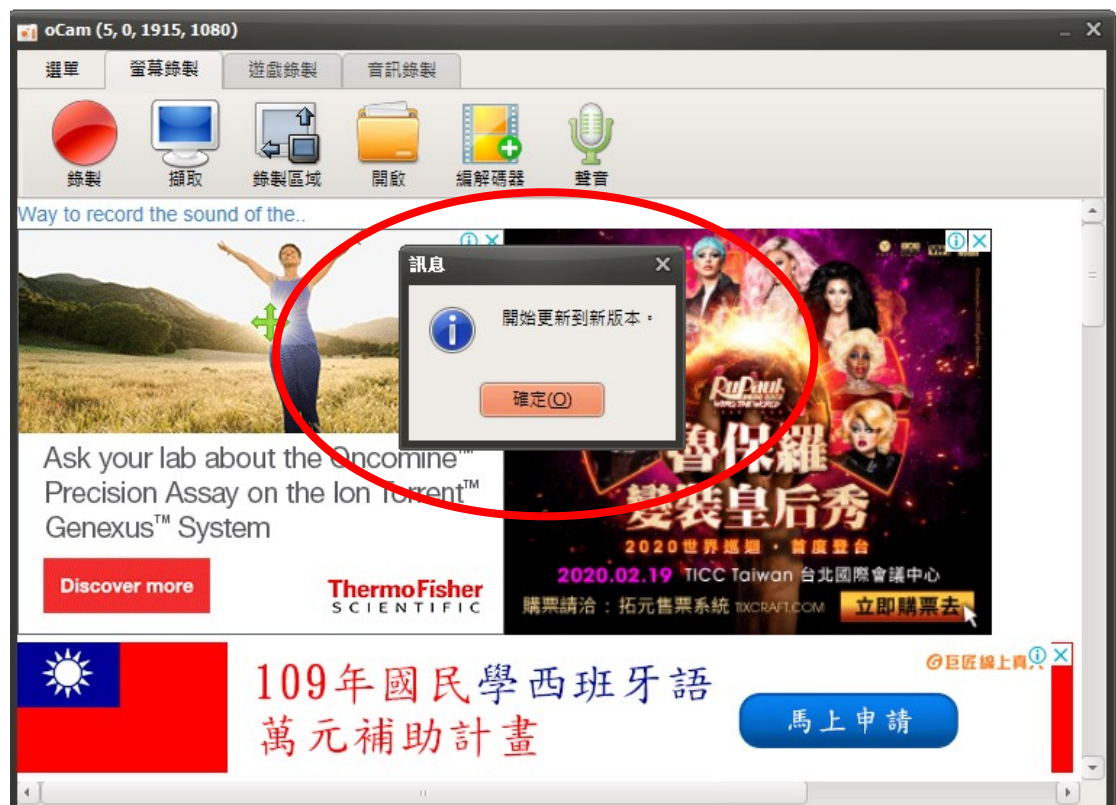 oCam (5, 0, 1915, 1080)
選單 螢幕錄製 遊戲錄製 音訊錄製
錄製 擷取 錄製區域 開啟 編解碼器 聲音
Way to record the sound of the..
訊息
開始更新到新版本。
確定(O)
Ask your lab about the Oncomine™
Precision Assay on the Ion Torrent™
Genexus™ System
Discover more
ThermoFisher
SCIENTIFIC
RuPaul
魯保羅
變裝皇后秀
2020世界巡迴・首度登台
2020.02.19 TICC Taiwan 台北國際會議中心
購票請洽：拓元售票系統 TIXCRAFT.COM 立即購票去
109年國民學西班牙語
萬元補助計畫
巨匠線上真
馬上申請